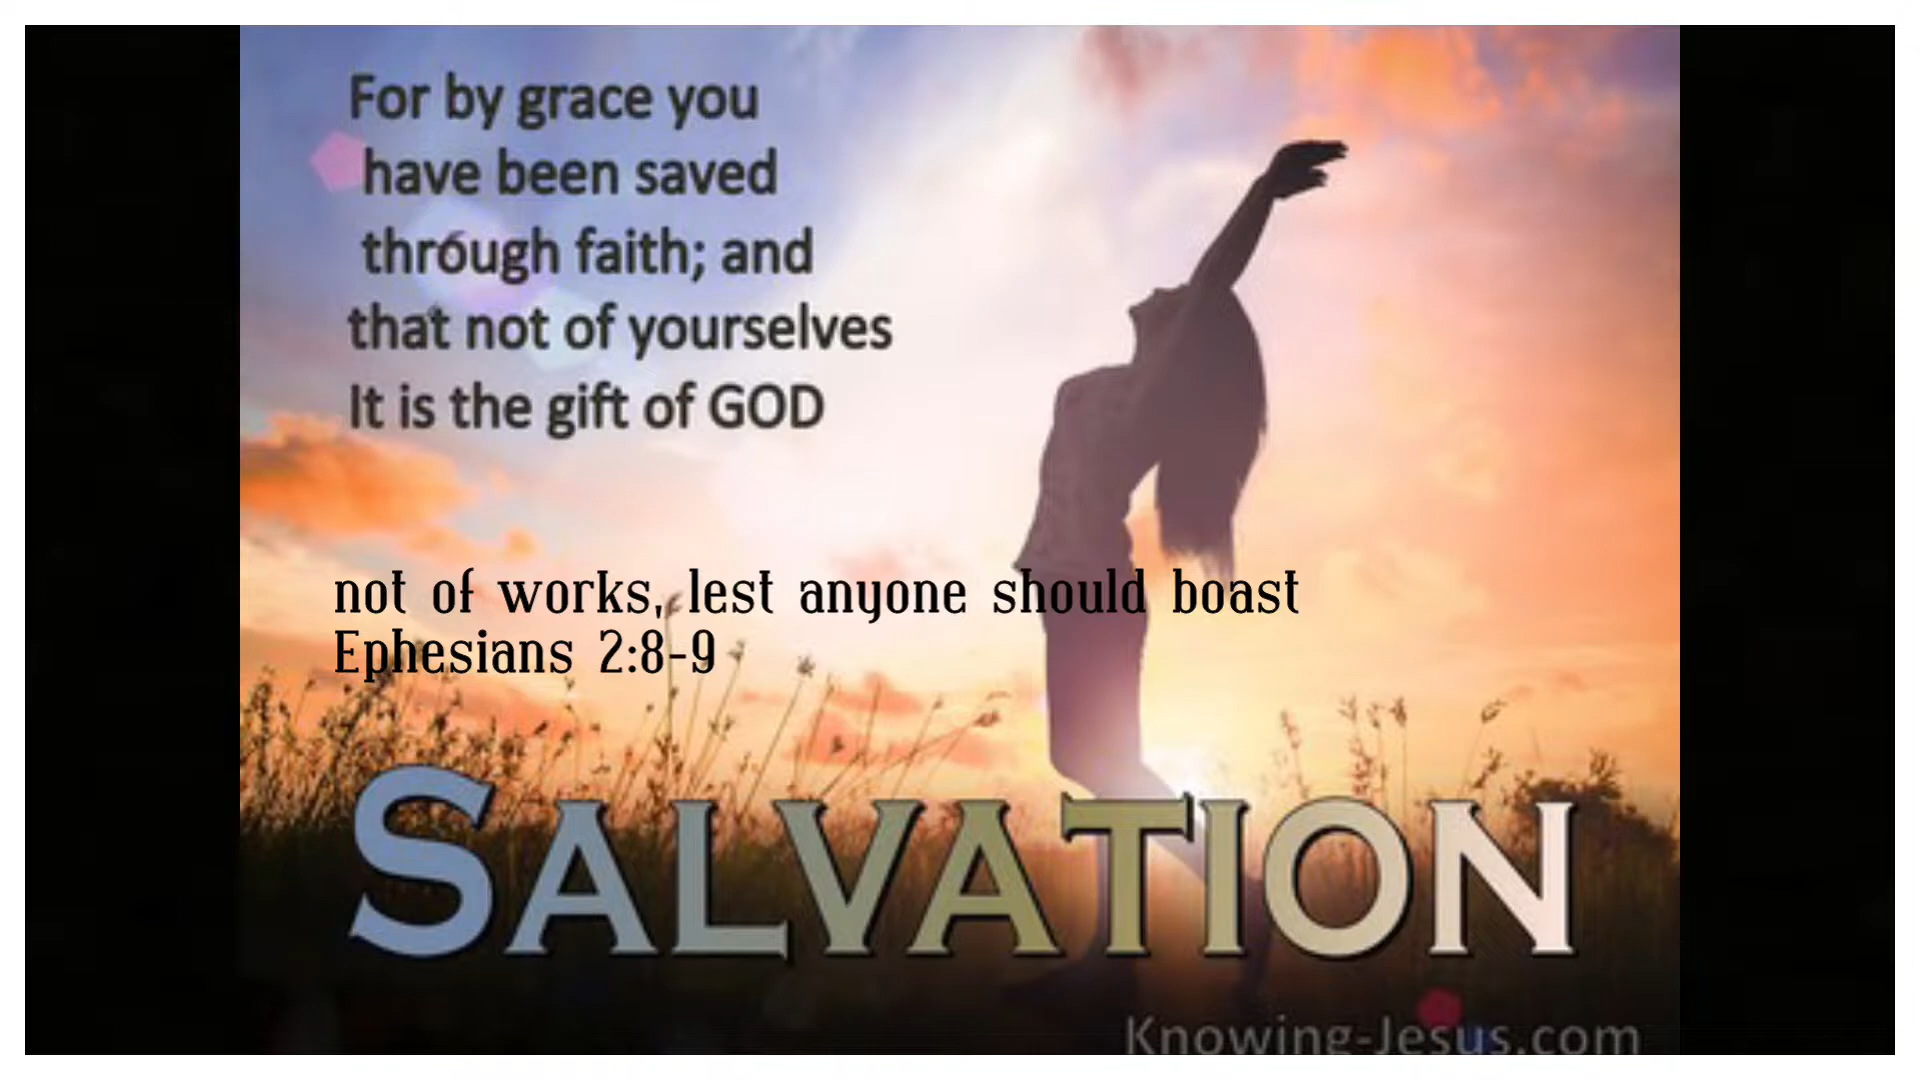 For by grace you
have been saved
through faith; and
that not of yourselves
It is the gift of GOD
not of works, lest anyone should boast
Ephesians 2:8-9
SALVATION
Knowing-Jesus.com